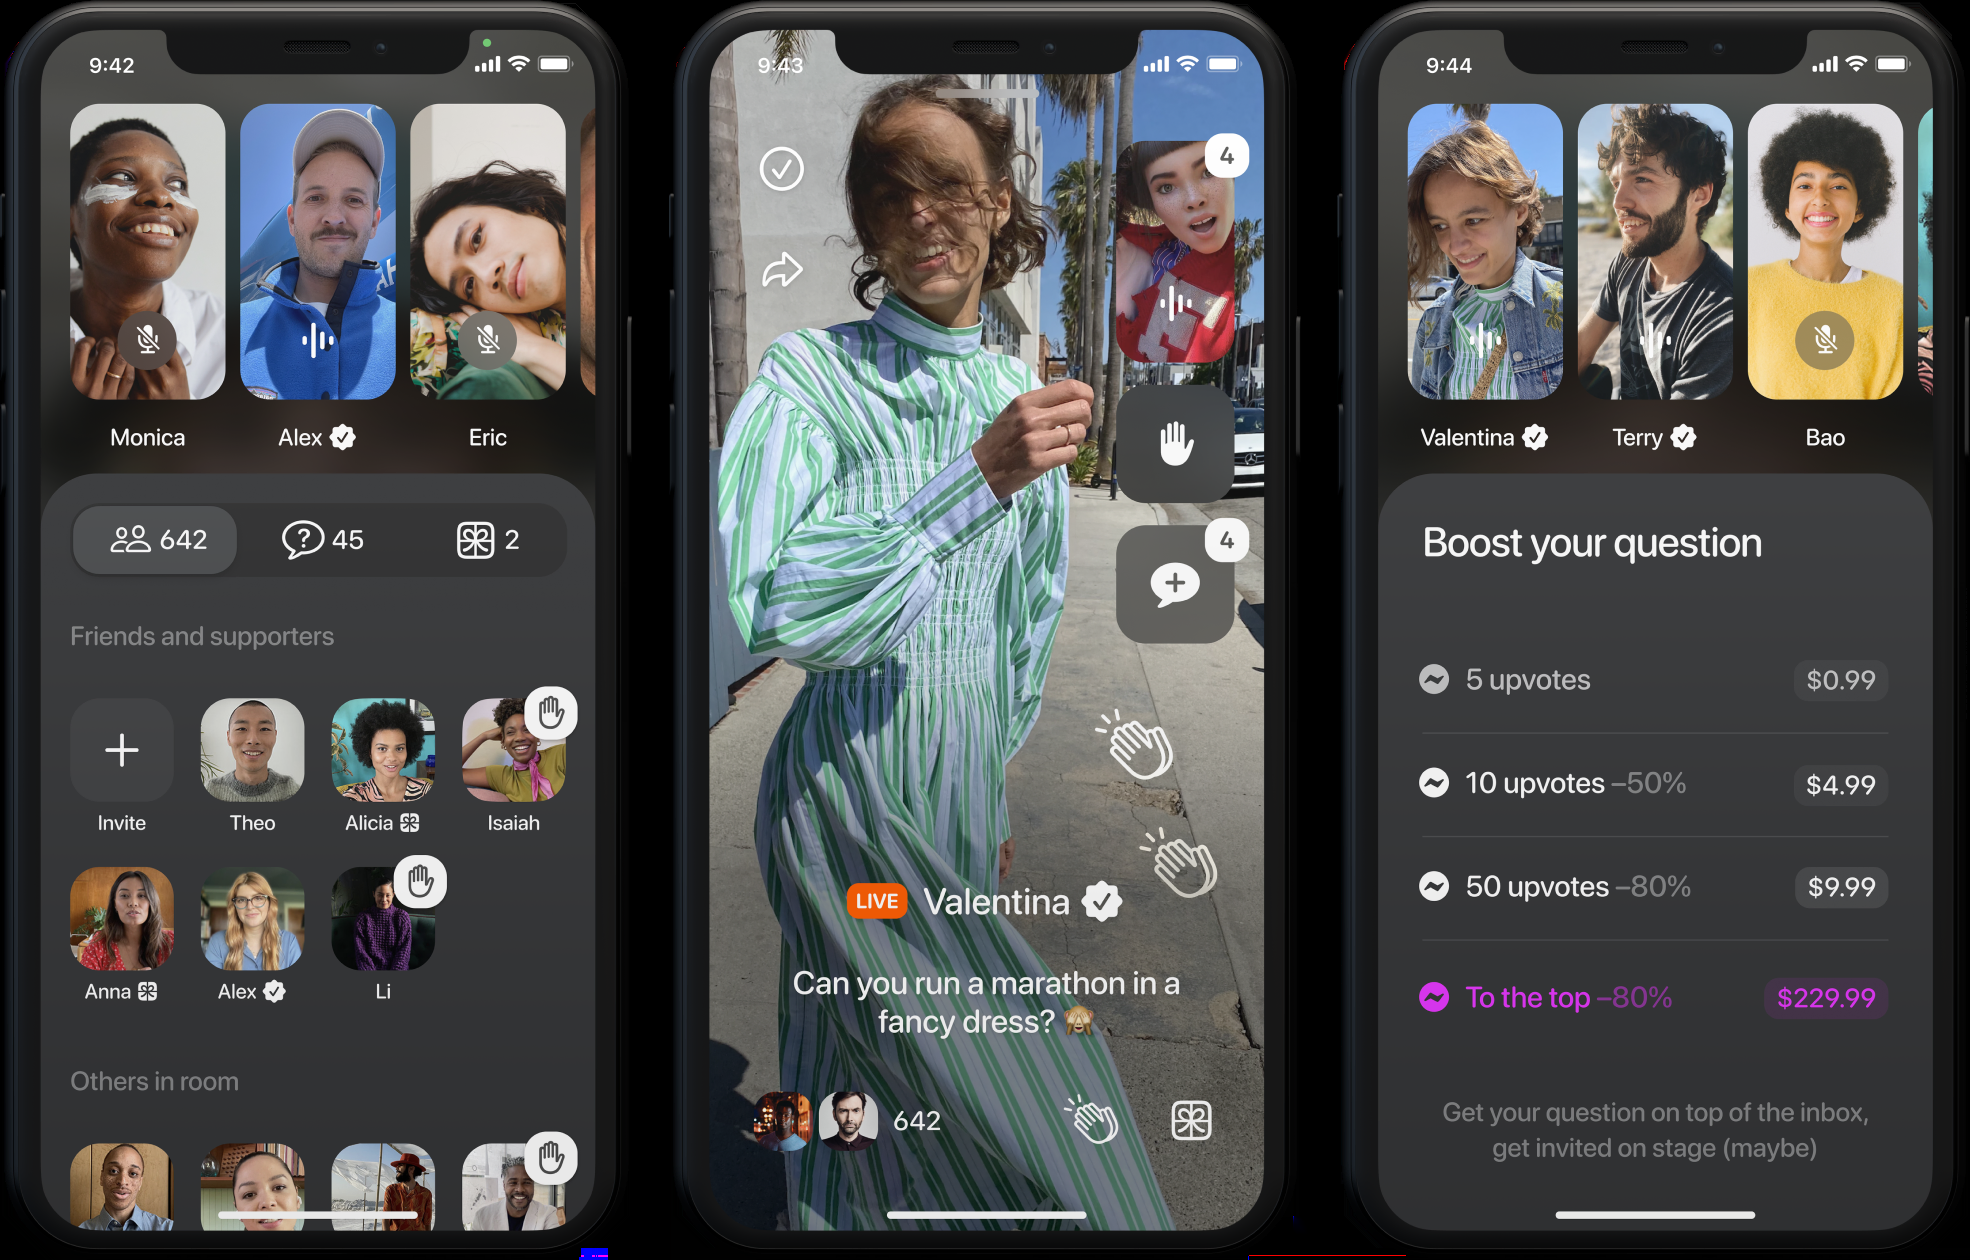 9:42
Monica
Alex
Eric
642
45
2
Friends and supporters
Invite
Theo
Alicia
Isaiah
Anna
Alex
Li
Others in room
9:43
4
4
LIVE Valentina
Can you run a marathon in a
fancy dress? 🙈
642
9:44
Valentina
Terry
Bao
Boost your question
5 upvotes $0.99
10 upvotes –50% $4.99
50 upvotes –80% $9.99
To the top –80% $229.99
Get your question on top of the inbox,
get invited on stage (maybe)